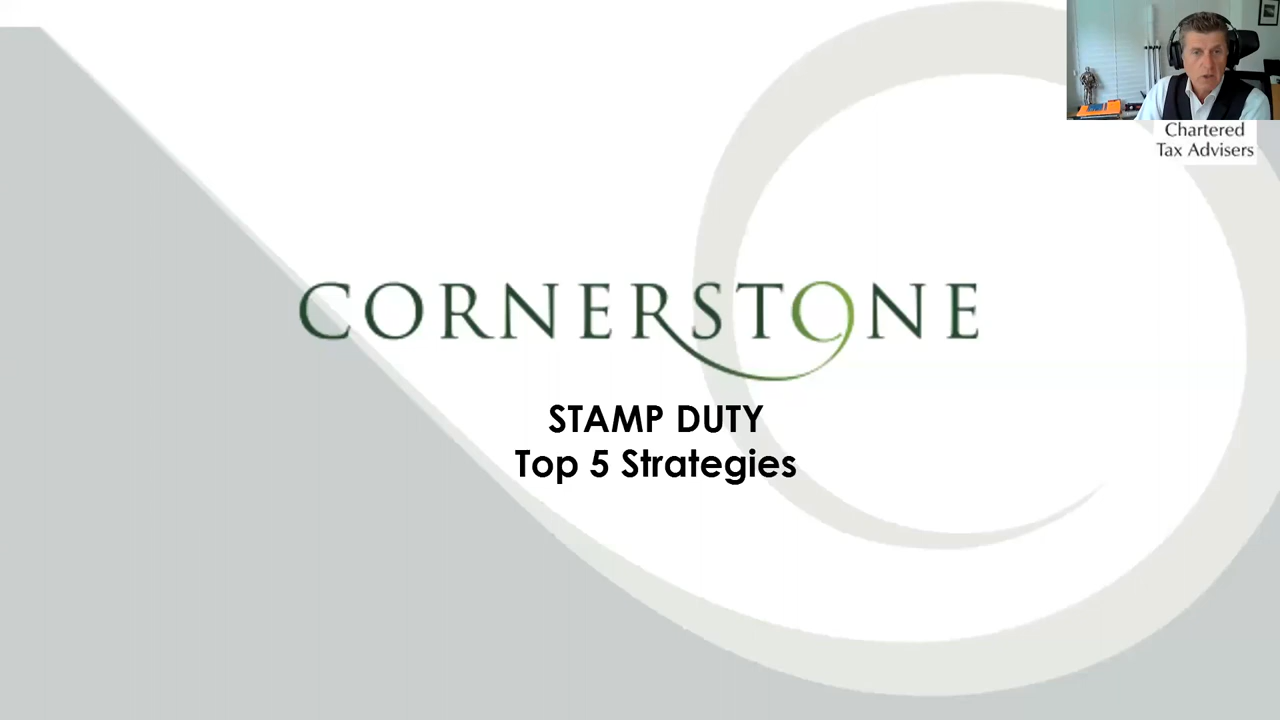 Chartered
Tax Advisers
CORNERSTONE
STAMP DUTY
Top 5 Strategies